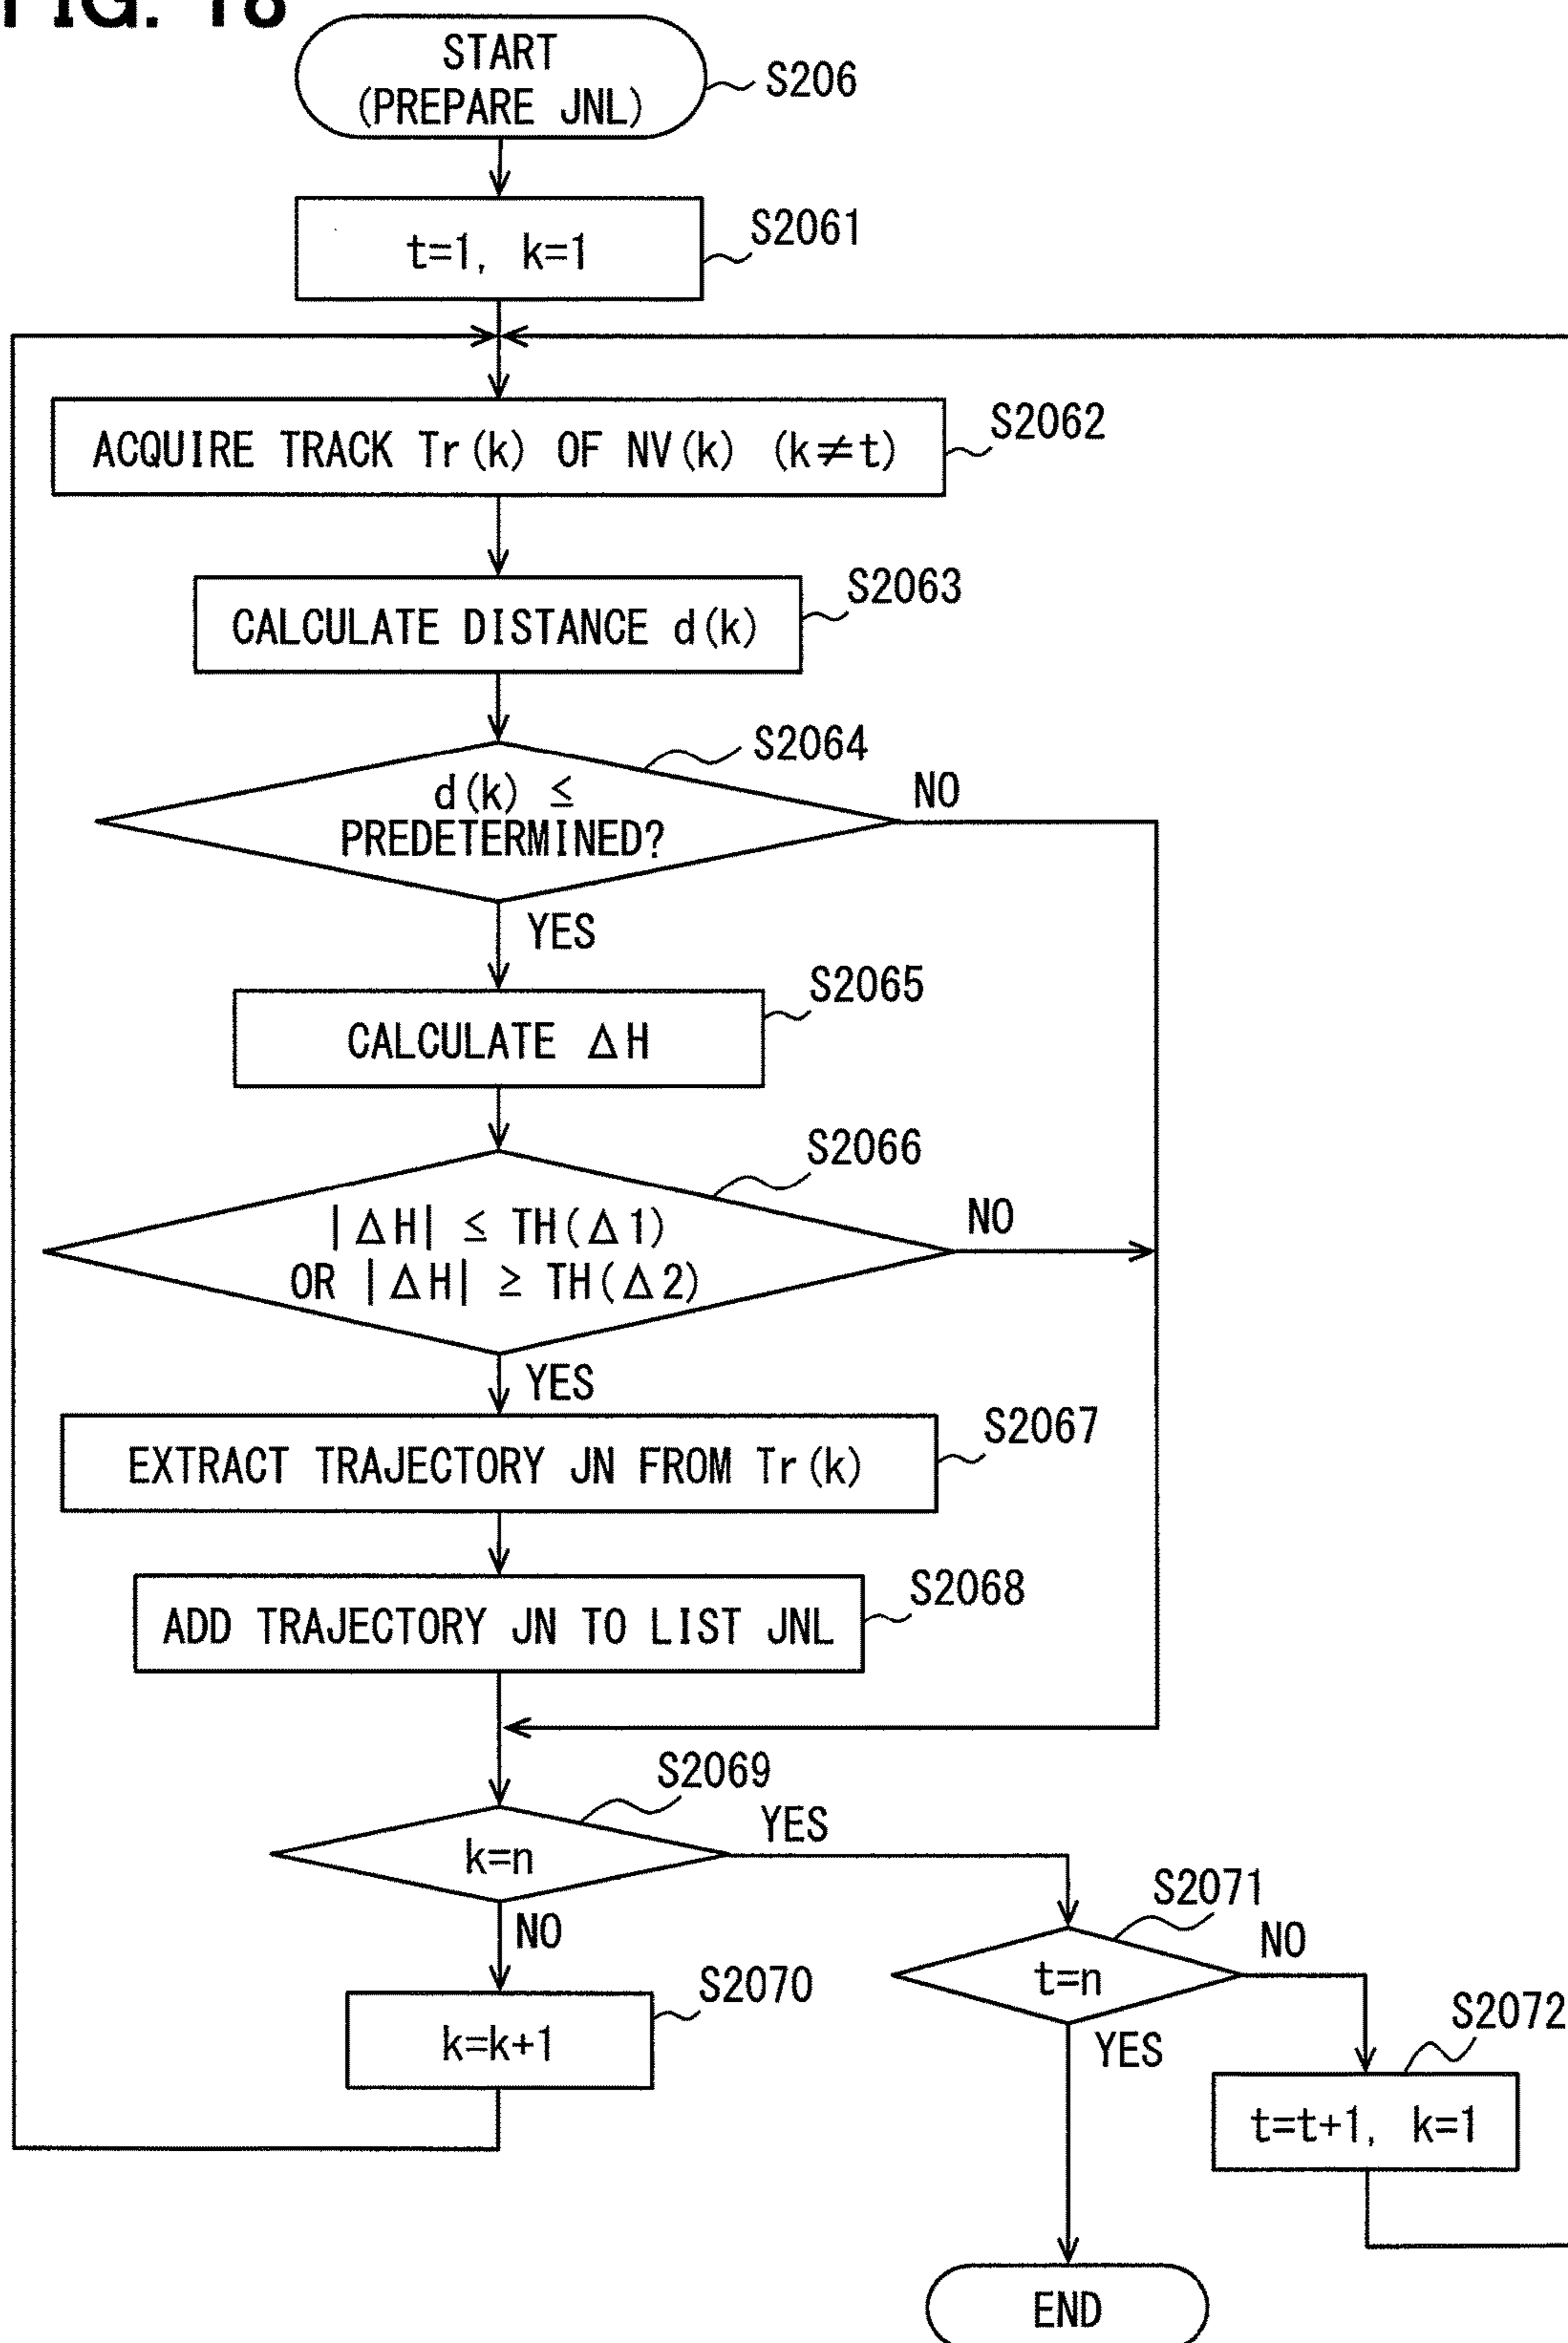 FIG. 18
START
(PREPARE JNL)
S206
t=1, k=1
S2061
ACQUIRE TRACK Tr(k) OF NV(k) (k≠t)
S2062
CALCULATE DISTANCE d(k)
S2063
S2064
d(k) ≤
PREDETERMINED?
NO
YES
CALCULATE ΔH
S2065
S2066
|ΔH| ≤ TH(Δ1)
OR |ΔH| ≥ TH(Δ2)
NO
YES
EXTRACT TRAJECTORY JN FROM Tr(k)
S2067
ADD TRAJECTORY JN TO LIST JNL
S2068
S2069
k=n
YES
NO
S2071
t=n
NO
YES
k=k+1
S2070
S2072
t=t+1, k=1
END